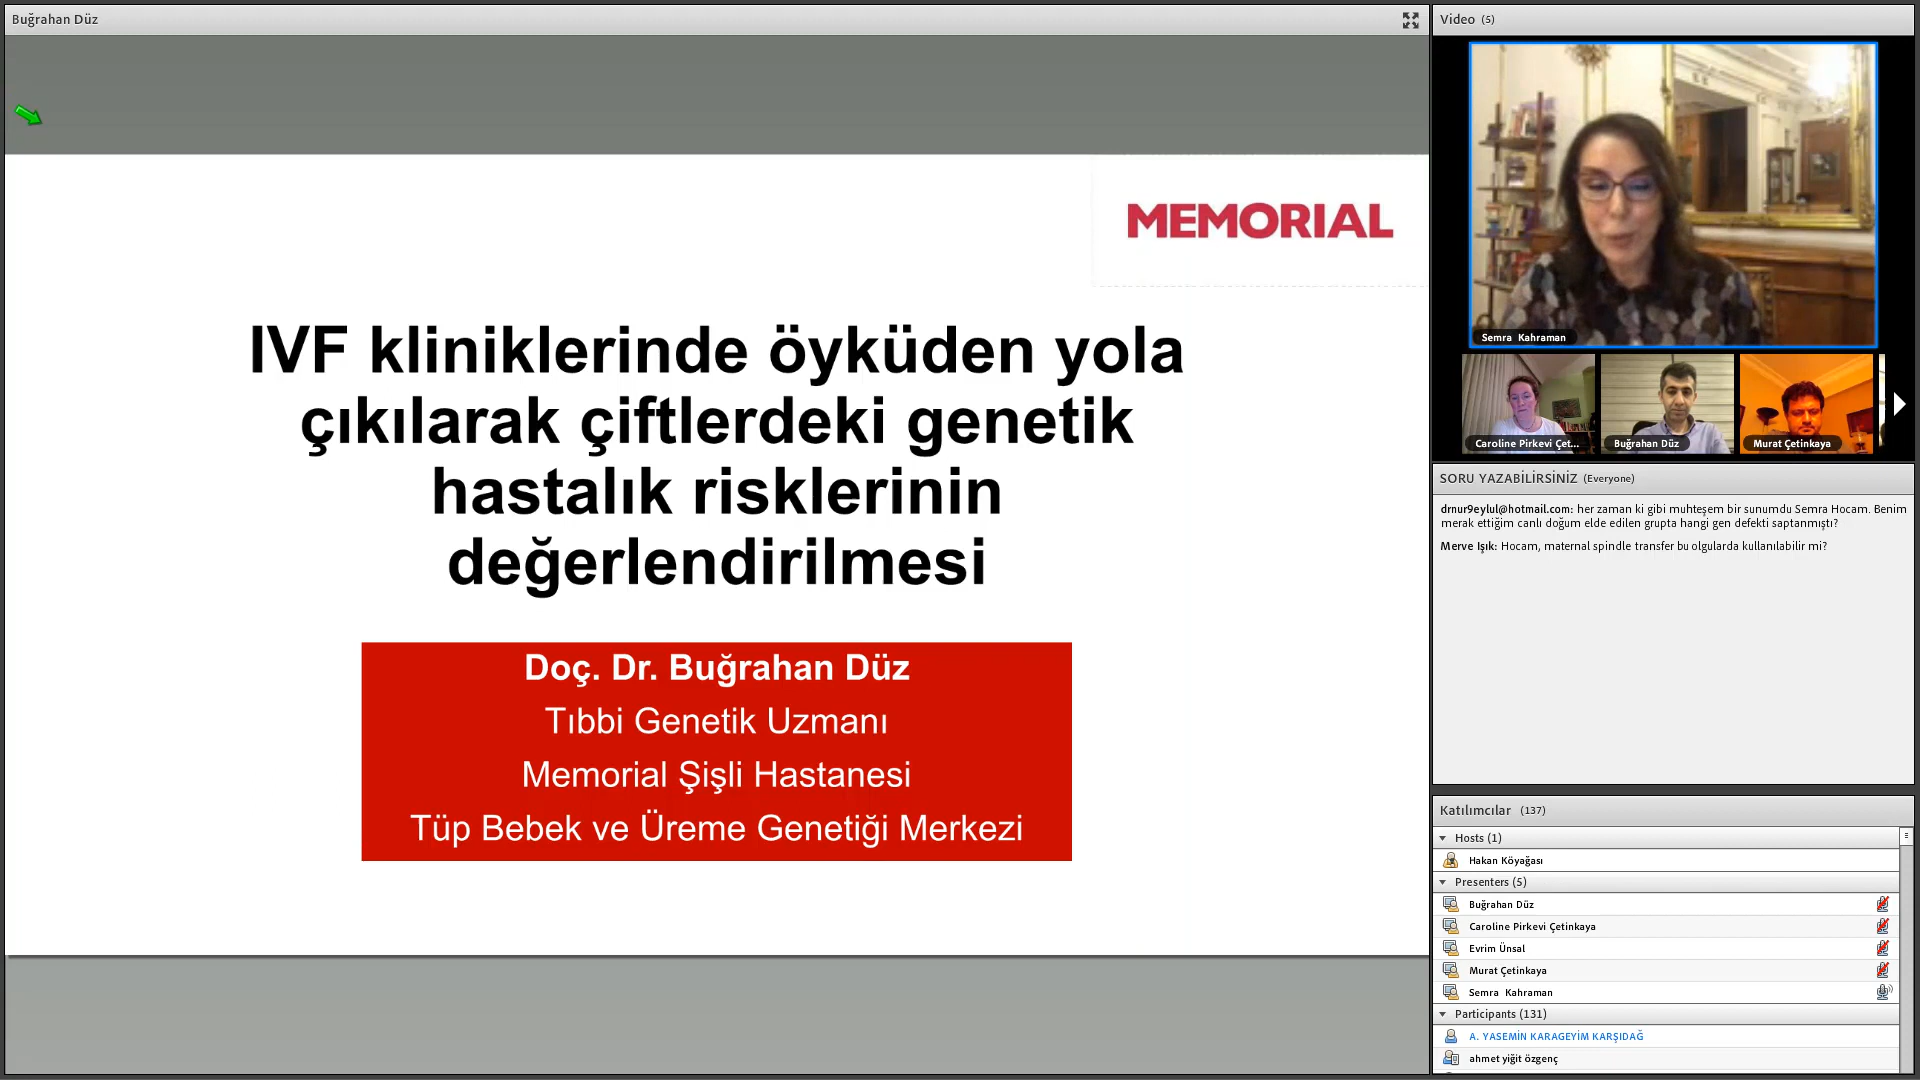 Buğrahan Düz
MEMORIAL
IVF kliniklerinde öyküden yola
çıkılarak çiftlerdeki genetik
hastalık risklerinin
değerlendirilmesi
Doç. Dr. Buğrahan Düz
Tıbbi Genetik Uzmanı
Memorial Şişli Hastanesi
Tüp Bebek ve Üreme Genetiği Merkezi
Video (5)
Semra Kahraman
Caroline Pirkevi Çet...
Buğrahan Düz
Murat Çetinkaya
SORU YAZABİLİRSİNİZ (Everyone)
drnur9eylul@hotmail.com: her zaman ki gibi muhteşem bir sunumdu Semra Hocam. Benim
merak ettiğim canlı doğum elde edilen grupta hangi gen defekti saptanmıştı?
Merve Işık: Hocam, maternal spindle transfer bu olgularda kullanılabilir mi?
Katılımcılar (137)
Hosts (1)
Hakan Köyağası
Presenters (5)
Buğrahan Düz
Caroline Pirkevi Çetinkaya
Evrim Ünsal
Murat Çetinkaya
Semra Kahraman
Participants (131)
A. YASEMİN KARAGEYİM KARŞIDAĞ
ahmet yiğit özgenç